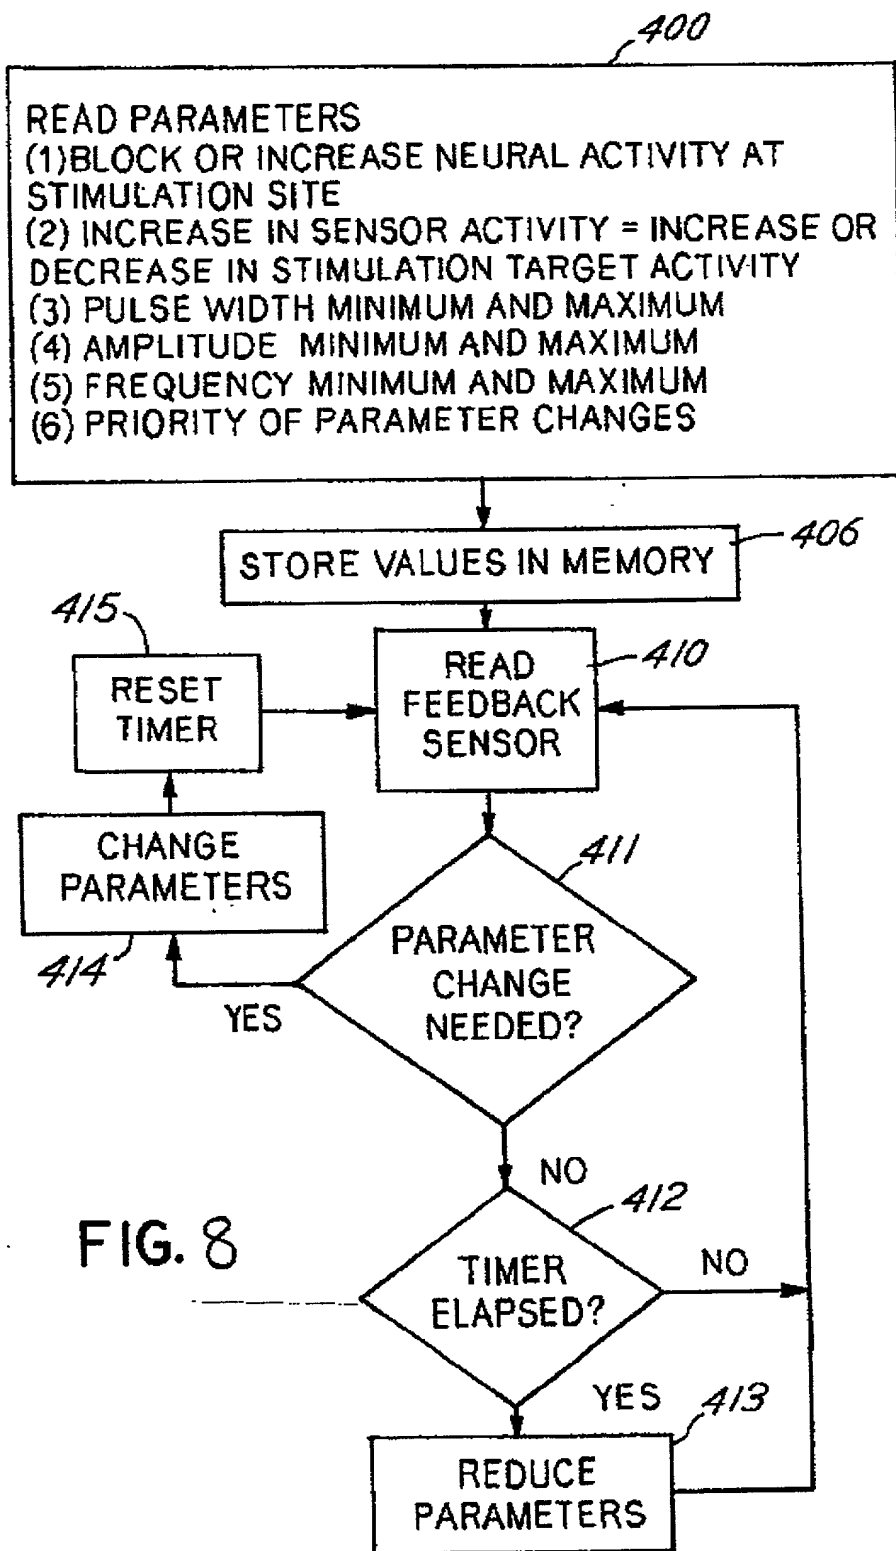 400
READ PARAMETERS
(1)BLOCK OR INCREASE NEURAL ACTIVITY AT
STIMULATION SITE
(2) INCREASE IN SENSOR ACTIVITY = INCREASE OR
DECREASE IN STIMULATION TARGET ACTIVITY
(3) PULSE WIDTH MINIMUM AND MAXIMUM
(4) AMPLITUDE MINIMUM AND MAXIMUM
(5) FREQUENCY MINIMUM AND MAXIMUM
(6) PRIORITY OF PARAMETER CHANGES
406
STORE VALUES IN MEMORY
415
RESET
TIMER
410
READ
FEEDBACK
SENSOR
CHANGE
PARAMETERS
414
411
PARAMETER
CHANGE
NEEDED?
YES
NO
412
FIG. 8
TIMER
ELAPSED?
NO
YES
413
REDUCE
PARAMETERS